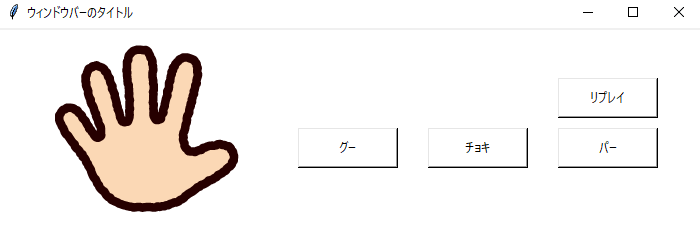 ウィンドウバーのタイトル
リプレイ
グー
チョキ
パー